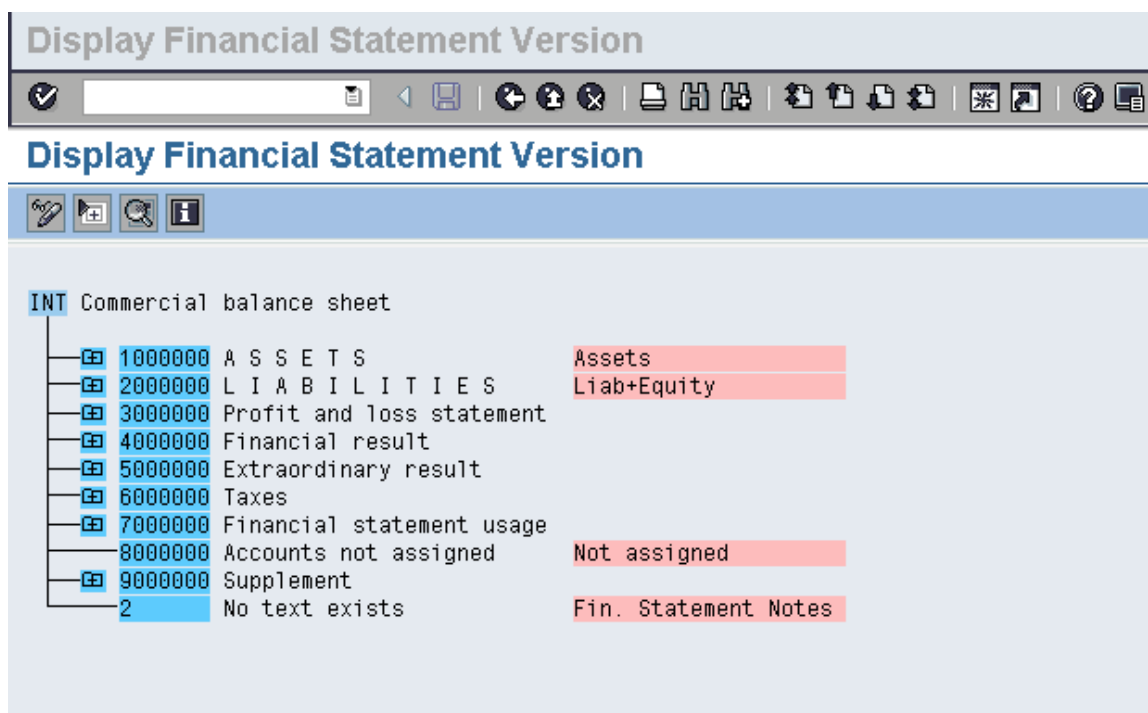 Display Financial Statement Version
Display Financial Statement Version
INT Commercial balance sheet
1000000 A S S E T S Assets
2000000 L I A B I L I T I E S Liab+Equity
3000000 Profit and loss statement
4000000 Financial result
5000000 Extraordinary result
6000000 Taxes
7000000 Financial statement usage
8000000 Accounts not assigned Not assigned
9000000 Supplement
2 No text exists Fin. Statement Notes